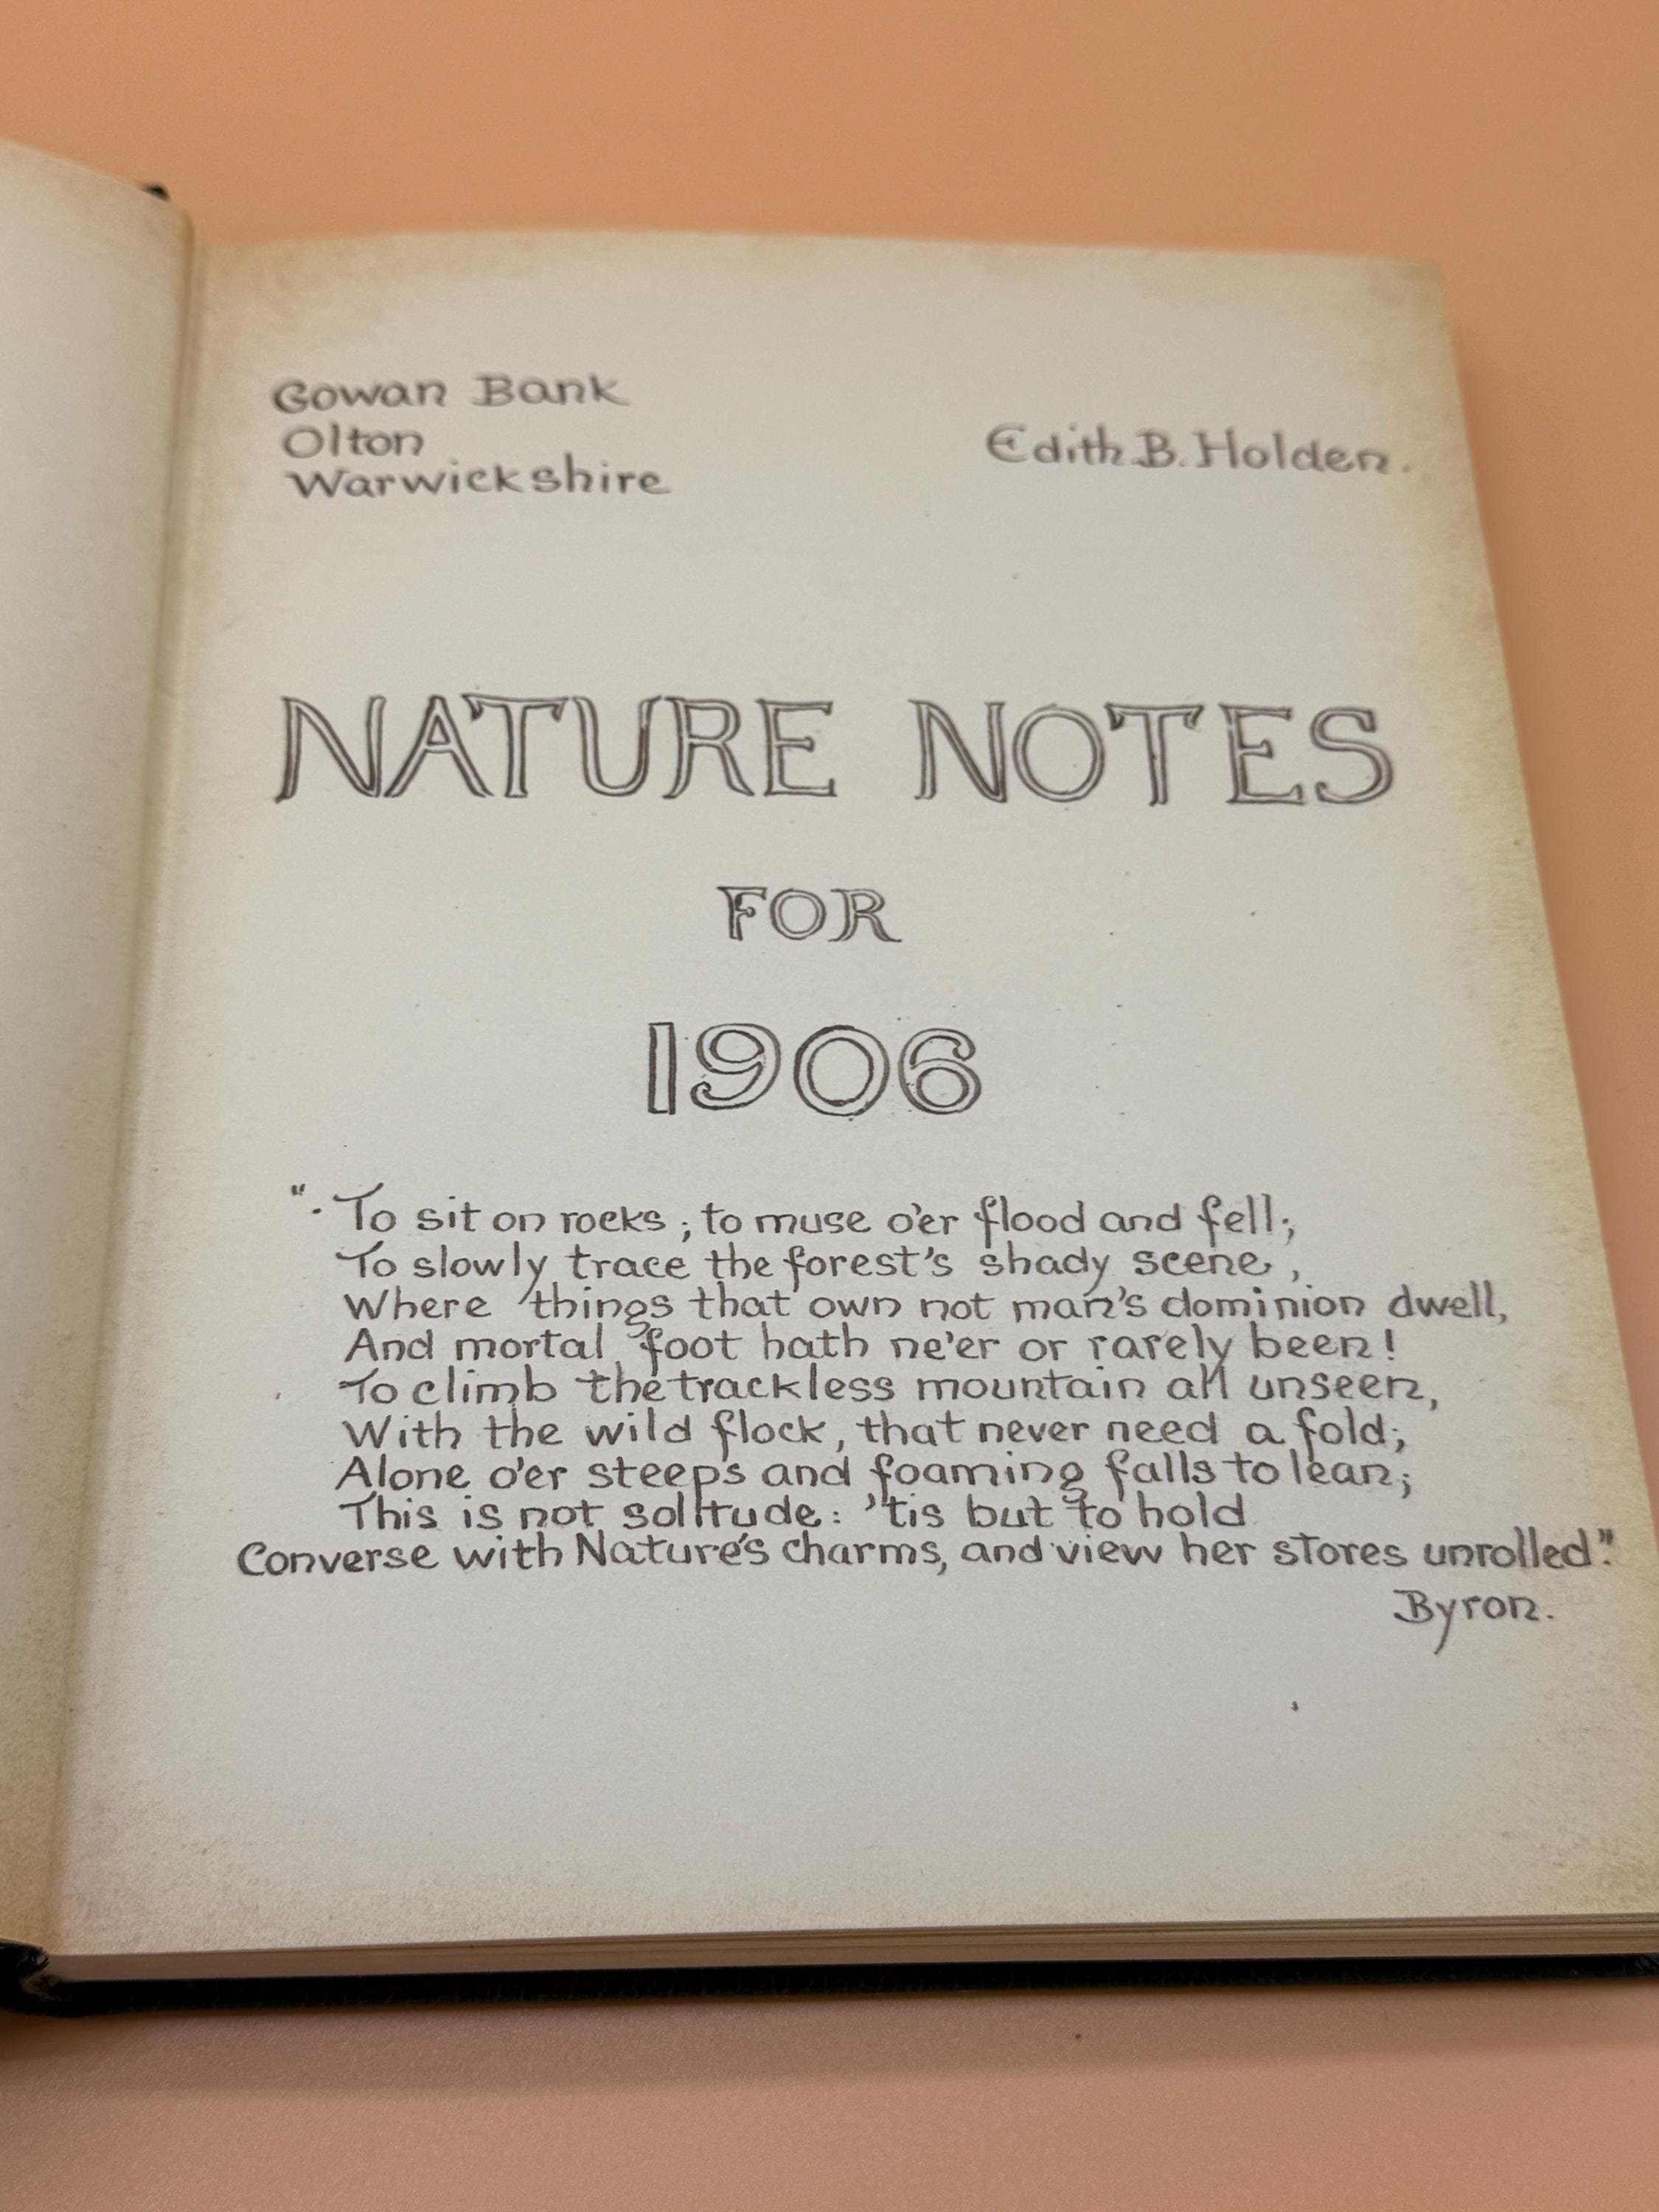 Gowan Bank
Olton
Warwickshire
Edith. B. Holden.
NATURE NOTES
FOR
1906
". To sit on rocks; to muse o'er flood and fell;
To slowly trace the forest's shady scene,
Where things that own not man's dominion dwell,
And mortal foot hath ne'er or rarely been!
To climb the trackless mountain all unseen,
With the wild flock, that never need a fold;
Alone o'er steeps and foaming falls to lean;
This is not solitude: 'tis but to hold
Converse with Nature's charms, and view her stores unrolled."
Byron.